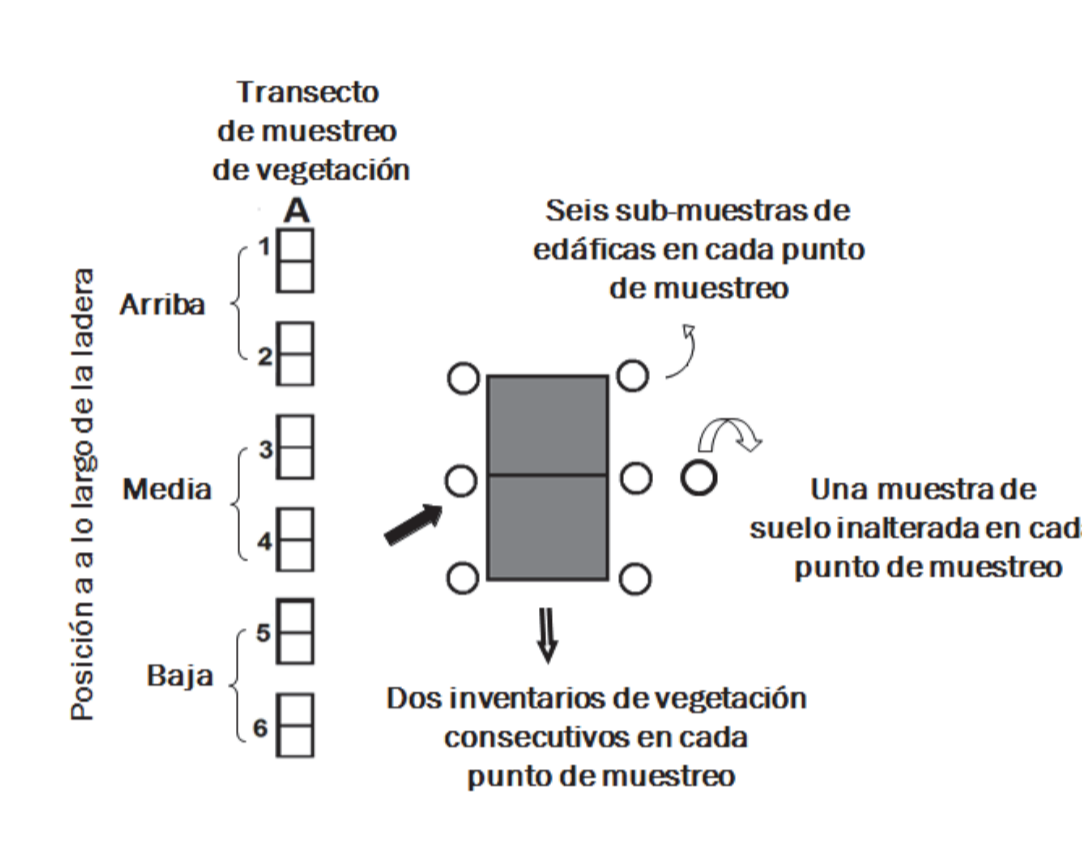 Transecto
de muestreo
de vegetación
A
Posición a a lo largo de la ladera
Arriba
1
2
Media
3
4
Baja
5
6
Seis sub-muestras de
edáficas en cada punto
de muestreo
Una muestra de
suelo inalterada en cad
punto de muestreo
Dos inventarios de vegetación
consecutivos en cada
punto de muestreo